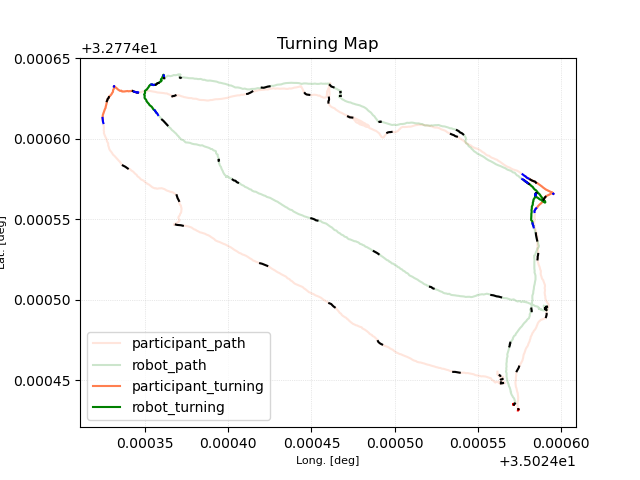 Turning Map
+3.2774e1
0.00065
0.00060
0.00055
0.00050
0.00045
Lat. [deg]
participant_path
robot_path
participant_turning
robot_turning
0.00035 0.00040 0.00045 0.00050 0.00055 0.00060
Long. [deg]
+3.5024e1